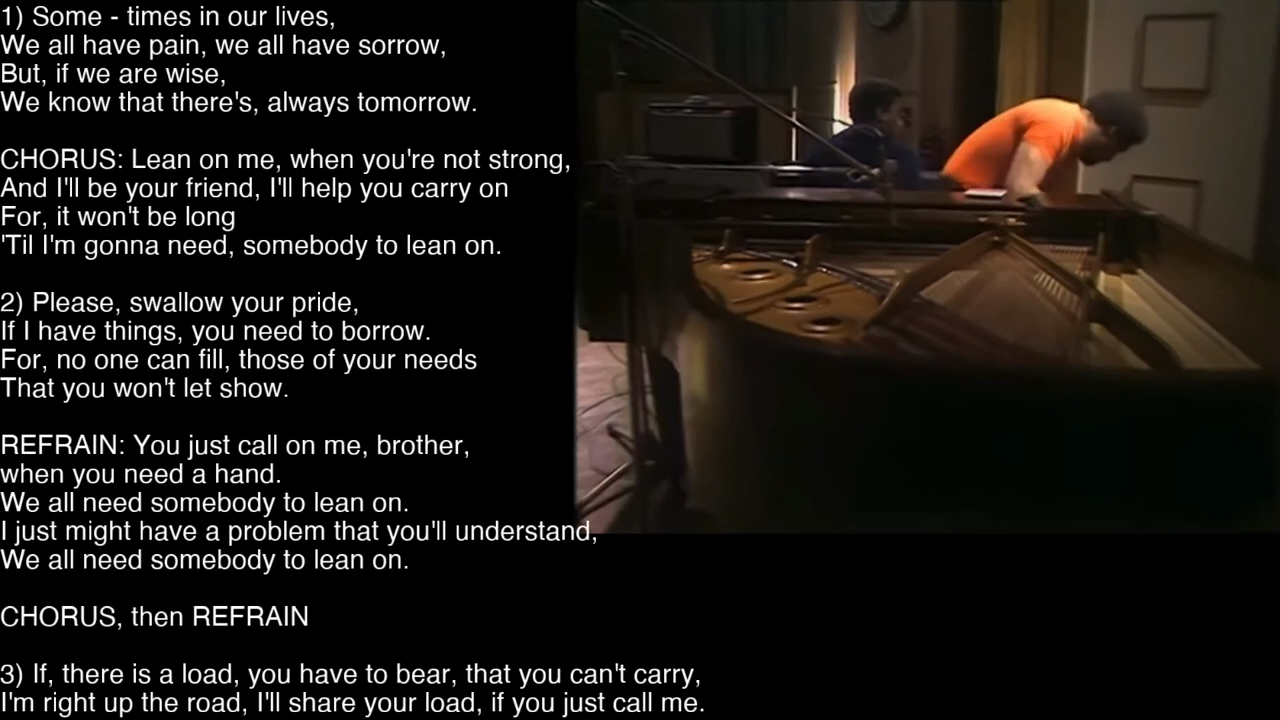 1) Some - times in our lives,
We all have pain, we all have sorrow,
But, if we are wise,
We know that there's, always tomorrow.
CHORUS: Lean on me, when you're not strong,
And I'll be your friend, I'll help you carry on
For, it won't be long
'Til I'm gonna need, somebody to lean on.
2) Please, swallow your pride,
If I have things, you need to borrow.
For, no one can fill, those of your needs
That you won't let show.
REFRAIN: You just call on me, brother,
when you need a hand.
We all need somebody to lean on.
I just might have a problem that you'll understand,
We all need somebody to lean on.
CHORUS, then REFRAIN
3) If, there is a load, you have to bear, that you can't carry,
I'm right up the road, I'll share your load, if you just call me.